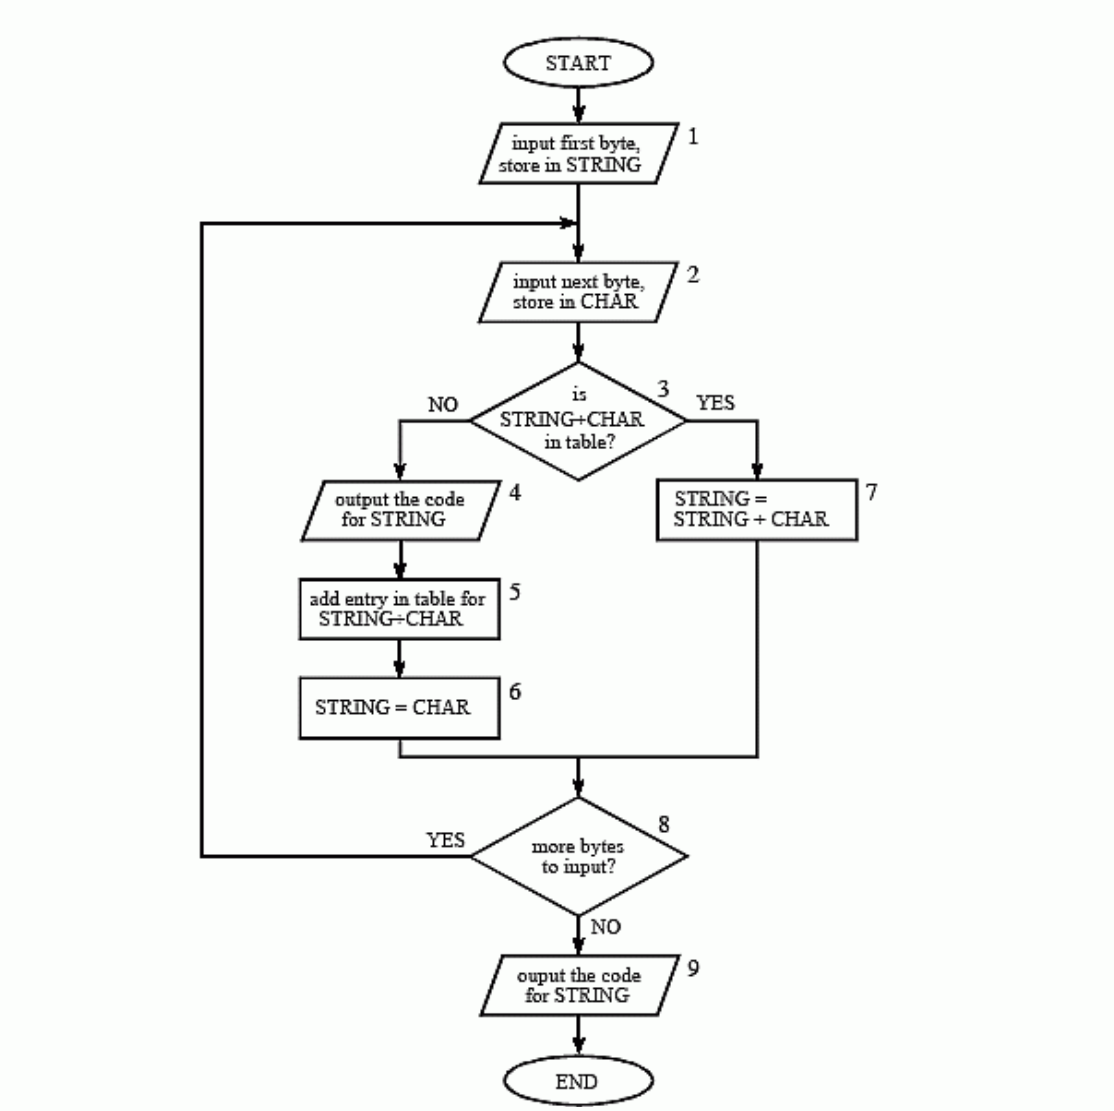 START
input first byte,
store in STRING
1
input next byte,
store in CHAR
2
is
STRING+CHAR
in table?
3
NO
YES
output the code
for STRING
4
STRING =
STRING + CHAR
7
add entry in table for
STRING+CHAR
5
STRING = CHAR
6
more bytes
to input?
8
YES
NO
ouput the code
for STRING
9
END